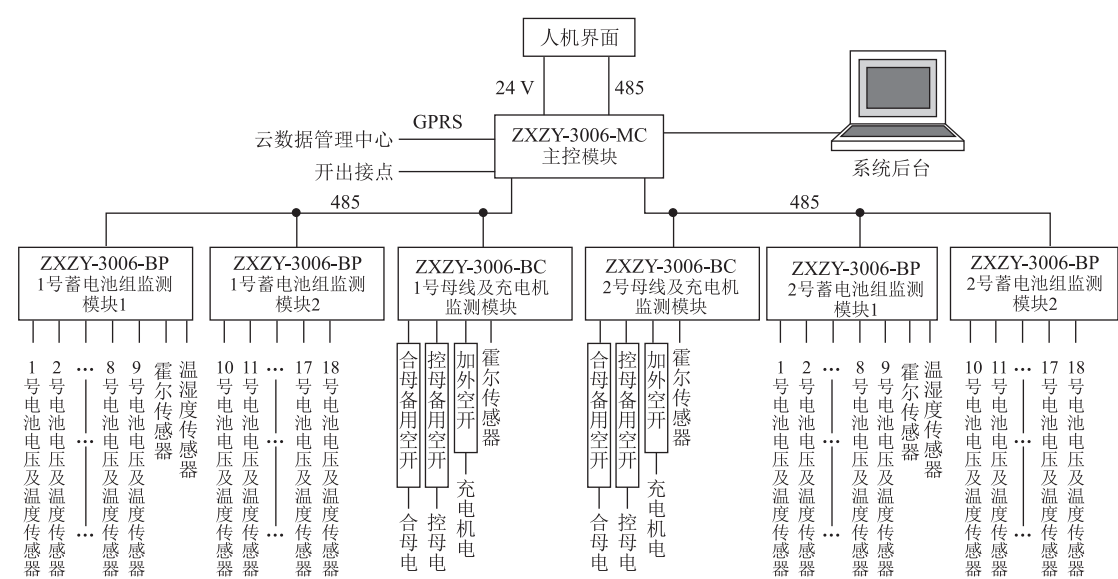 人机界面
24 V
485
GPRS
云数据管理中心
开出接点
ZXZY-3006-MC
主控模块
系统后台
485
485
ZXZY-3006-BP
1号蓄电池组监测
模块1
ZXZY-3006-BP
1号蓄电池组监测
模块2
ZXZY-3006-BC
1号母线及充电机
监测模块
ZXZY-3006-BC
2号母线及充电机
监测模块
ZXZY-3006-BP
2号蓄电池组监测
模块1
ZXZY-3006-BP
2号蓄电池组监测
模块2
1号电池电压及温度传感器
2号电池电压及温度传感器
…
…
…
8号电池电压及温度传感器
9号电池电压及温度传感器
霍尔传感器
温湿度传感器
10号电池电压及温度传感器
11号电池电压及温度传感器
…
…
…
17号电池电压及温度传感器
18号电池电压及温度传感器
合母备用空开
合母电
控母备用空开
控母电
加外空开
充电机电
霍尔传感器
合母备用空开
合母电
控母备用空开
控母电
加外空开
充电机电
霍尔传感器
1号电池电压及温度传感器
2号电池电压及温度传感器
…
…
…
8号电池电压及温度传感器
9号电池电压及温度传感器
霍尔传感器
温湿度传感器
10号电池电压及温度传感器
11号电池电压及温度传感器
…
…
…
17号电池电压及温度传感器
18号电池电压及温度传感器